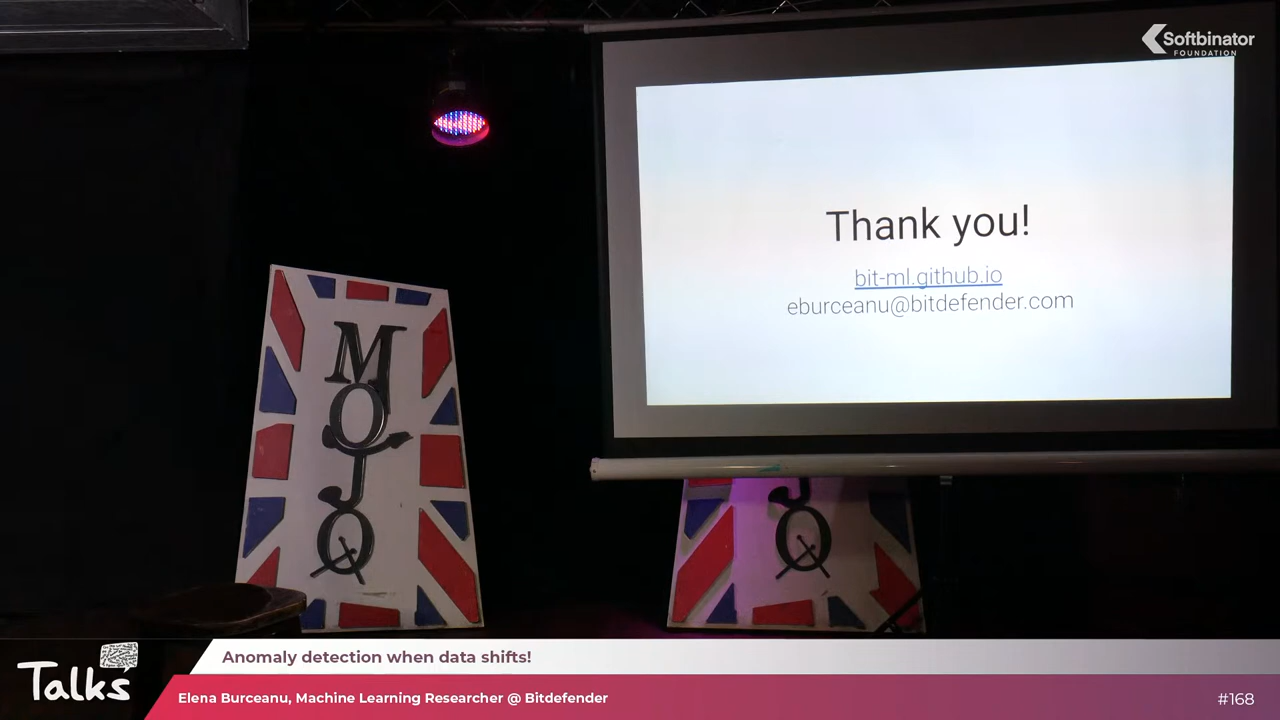 Softbinator
FOUNDATION
Thank you!
bit-ml.github.io
eburceanu@bitdefender.com
MOJO
JO
Talks
Anomaly detection when data shifts!
Elena Burceanu, Machine Learning Researcher @ Bitdefender
#168